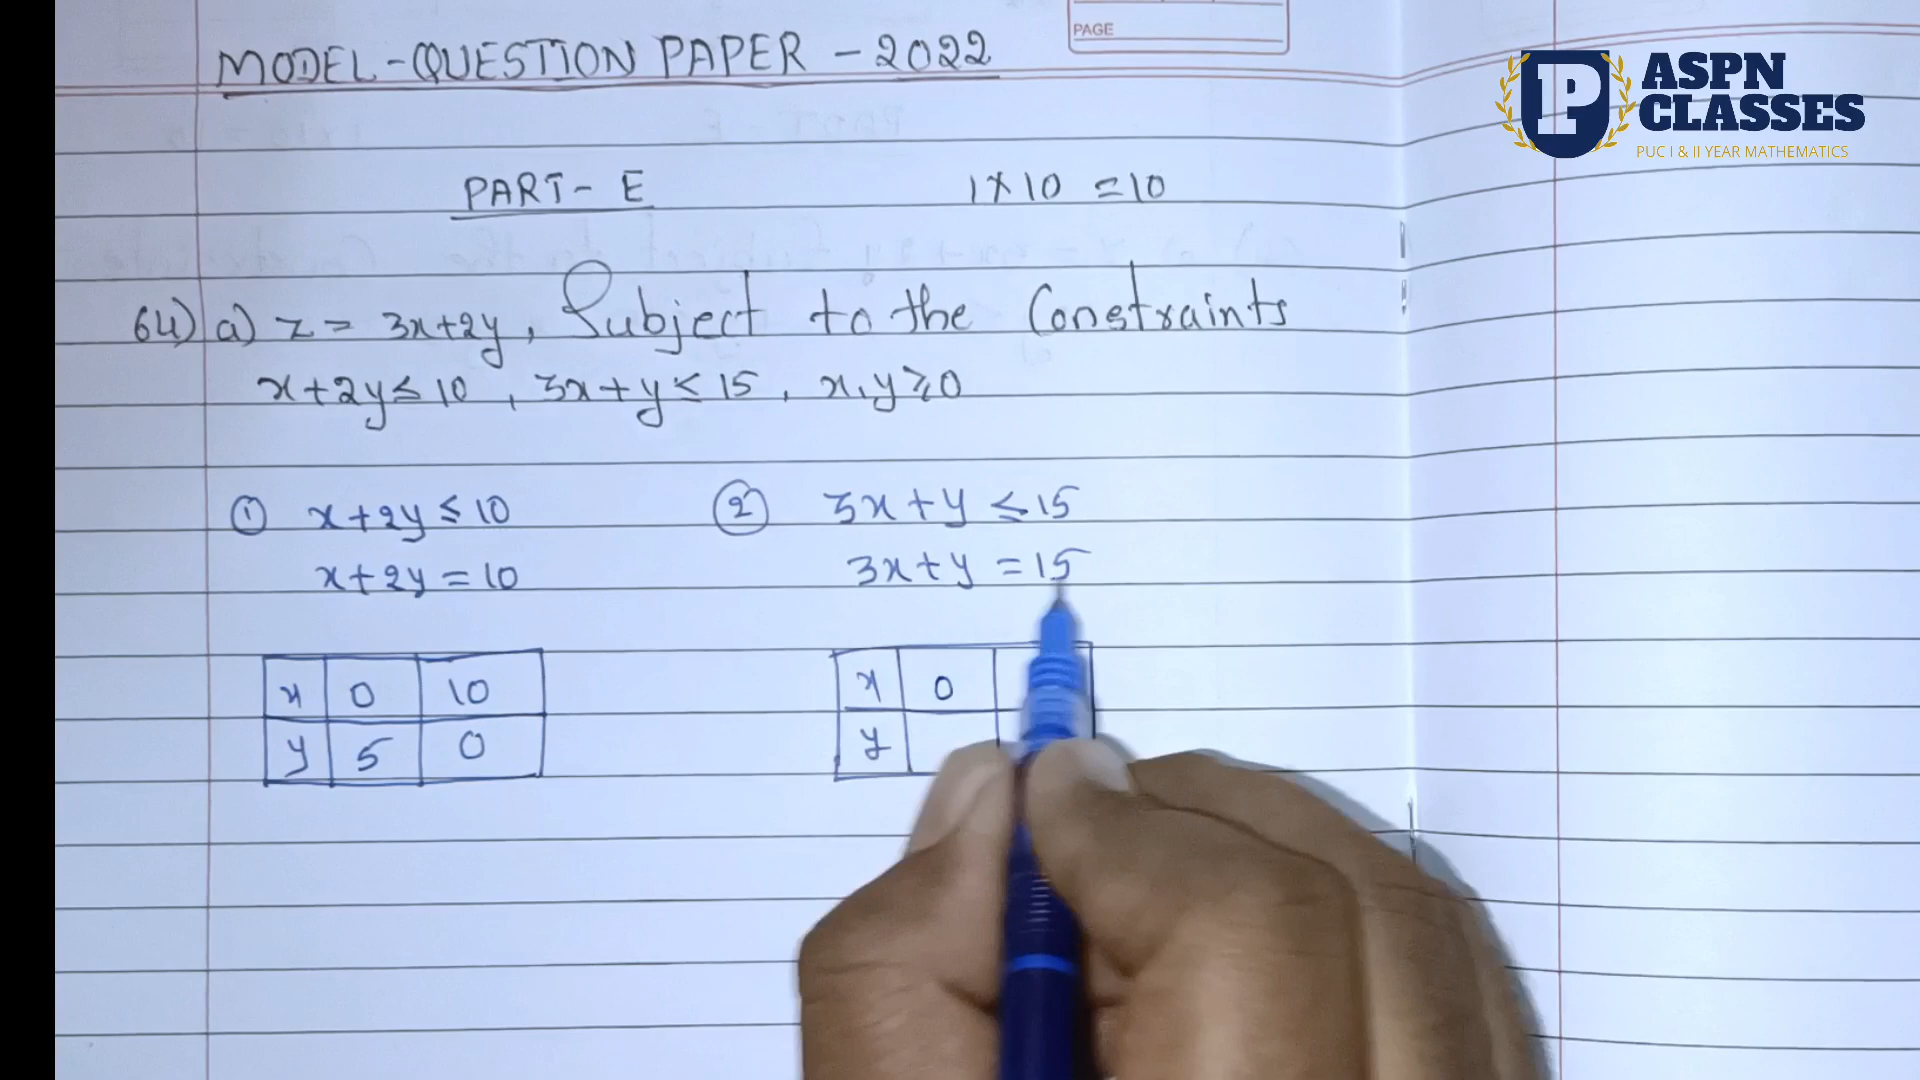 PAGE
MODEL-QUESTION PAPER - 2022
ASPN
CLASSES
PUC I & II YEAR MATHEMATICS
PART- E 1×10 =10
64) a) z = 3x+2y, Subject to the Constraints
x+2y≤10, 3x+y≤15, x,y≥0
① x+2y≤10 ② 3x+y≤15
x+2y=10 3x+y=15
x 0 10 x 0
y 5 0 y